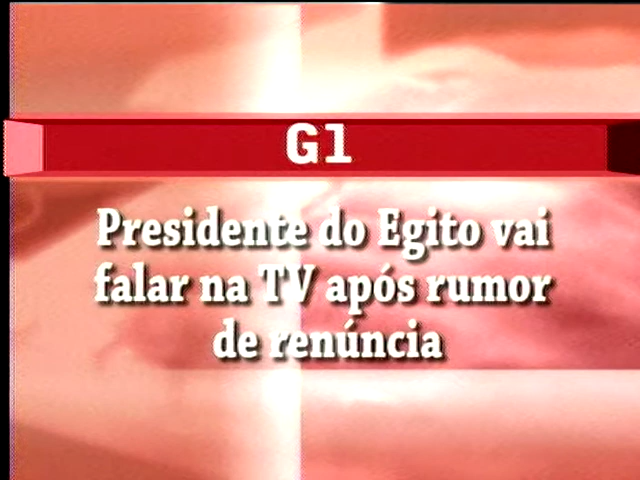 G1
Presidente do Egito vai
falar na TV após rumor
de renúncia